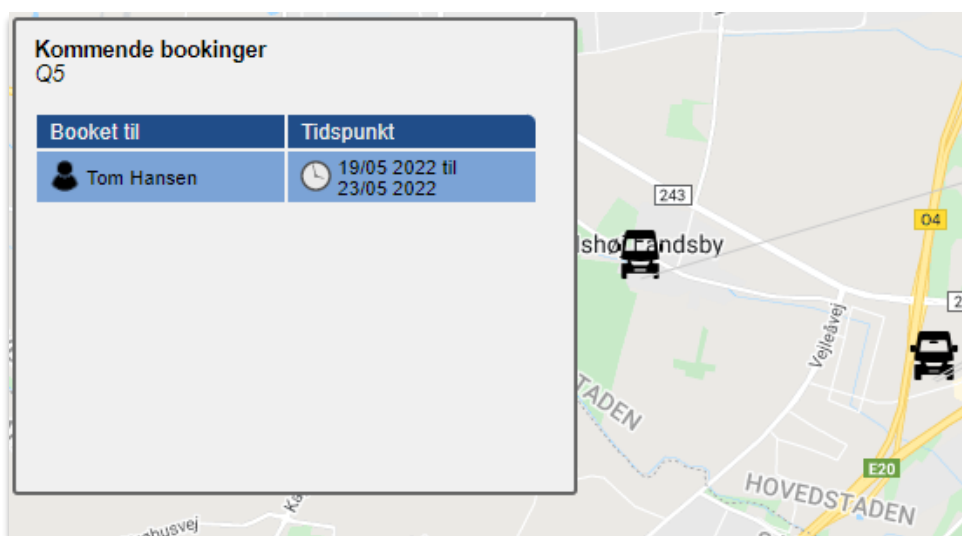 Kommende bookinger
Q5
Booket til
Tidspunkt
Tom Hansen
19/05 2022 til
23/05 2022
243
O4
Landsby
Vejleåvej
E20
HOVEDSTADEN